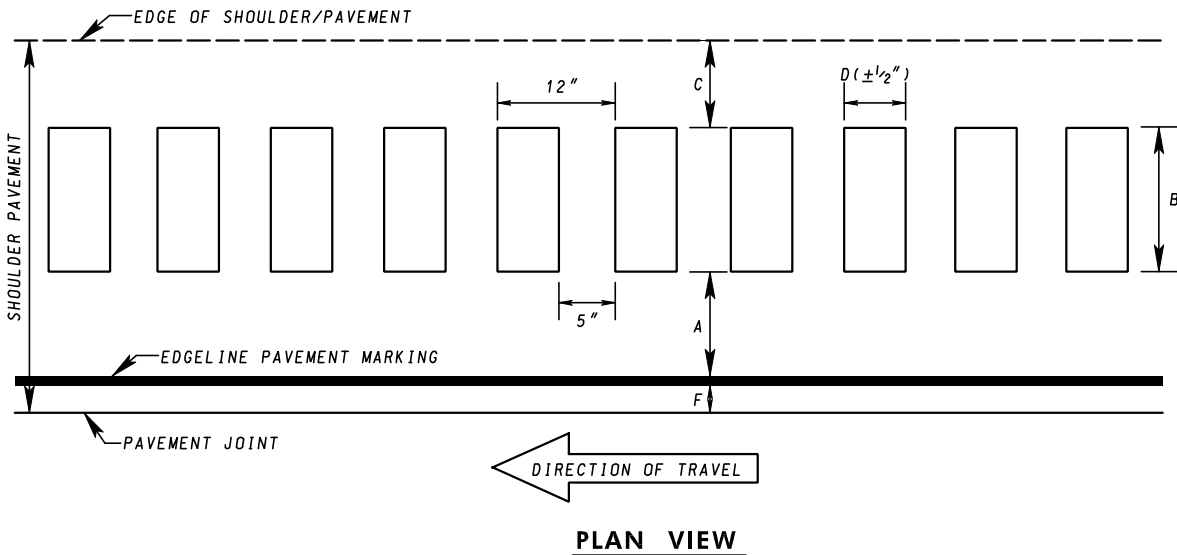 EDGE OF SHOULDER/PAVEMENT
12"
C
D(±1/2")
SHOULDER PAVEMENT
B
5"
A
EDGELINE PAVEMENT MARKING
F
PAVEMENT JOINT
DIRECTION OF TRAVEL
PLAN VIEW